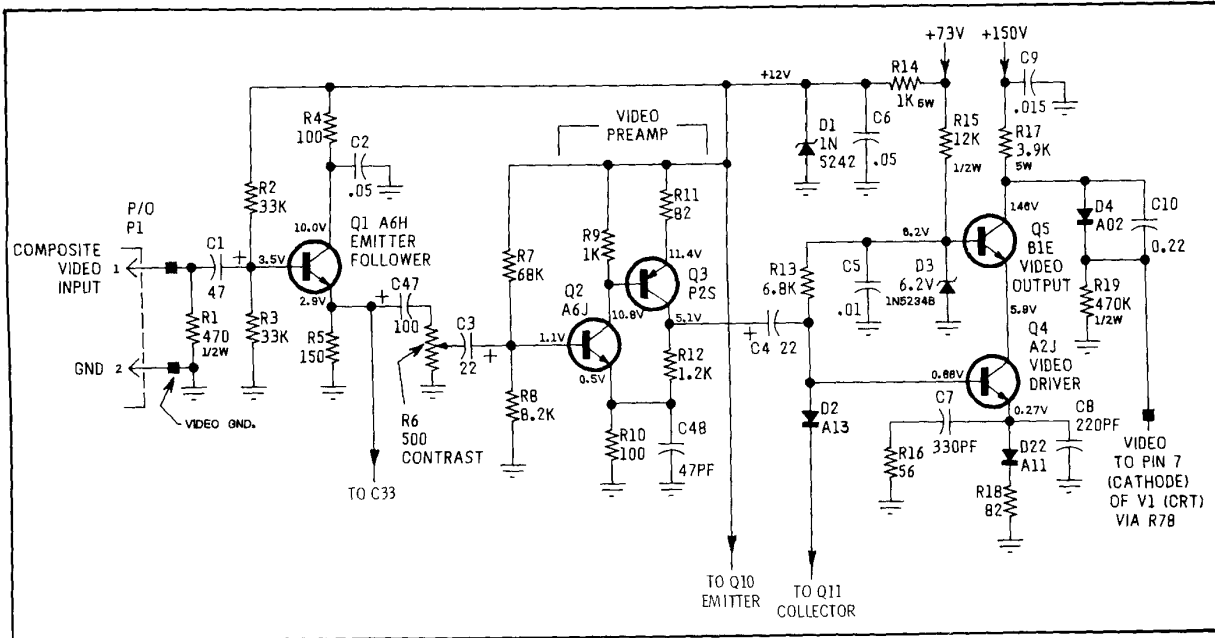 +73V
+150V
C9
.015
R14
1K 6W
+12V
R4
100
C2
.05
VIDEO
PREAMP
D1
1N
5242
C6
.05
R15
12K
1/2W
R17
3.9K
5W
R2
33K
R11
82
P/O
P1
COMPOSITE
VIDEO
INPUT
1
C1
47
+
3.5V
10.0V
Q1 A6H
EMITTER
FOLLOWER
2.9V
R7
68K
R9
1K
11.4V
Q3
P2S
10.8V
5.1V
Q2
A6J
1.1V
0.5V
R13
6.8K
C5
.01
6.2V
D3
6.2V
1N5234B
146V
Q5
B1E
VIDEO
OUTPUT
D4
A02
C10
0.22
R19
470K
1/2W
5.9V
R1
470
1/2W
R3
33K
R5
150
+
C47
100
C3
22
+
R6
500
CONTRAST
R8
8.2K
R12
1.2K
R10
100
C48
47PF
+
C4
22
GND
2
VIDEO GND.
TO C33
Q4
A2J
VIDEO
DRIVER
0.68V
0.27V
D2
A13
C7
330PF
R16
56
C8
220PF
D22
A11
R18
82
VIDEO
TO PIN 7
(CATHODE)
OF V1 (CRT)
VIA R78
TO Q10
EMITTER
TO Q11
COLLECTOR